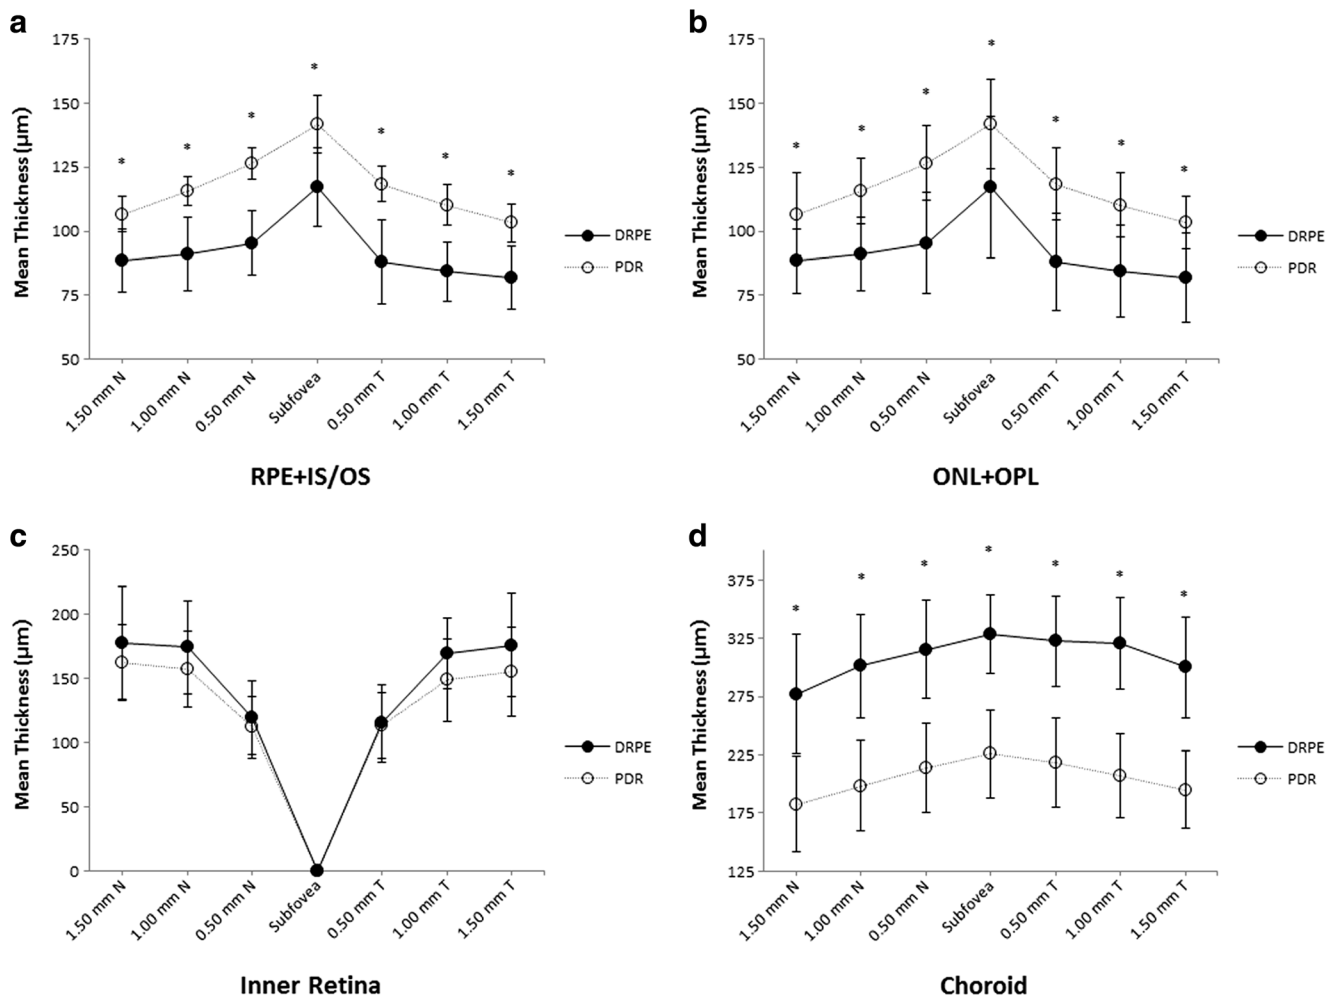 a
175
150
125
100
75
50
Mean Thickness (µm)
*
*
*
*
*
*
*
DRPE
PDR
1.50 mm N
1.00 mm N
0.50 mm N
Subfovea
0.50 mm T
1.00 mm T
1.50 mm T
RPE+IS/OS
b
175
150
125
100
75
50
Mean Thickness (µm)
*
*
*
*
*
*
*
DRPE
PDR
1.50 mm N
1.00 mm N
0.50 mm N
Subfovea
0.50 mm T
1.00 mm T
1.50 mm T
ONL+OPL
c
250
200
150
100
50
0
Mean Thickness (µm)
DRPE
PDR
1.50 mm N
1.00 mm N
0.50 mm N
Subfovea
0.50 mm T
1.00 mm T
1.50 mm T
Inner Retina
d
375
325
275
225
175
125
Mean Thickness (µm)
*
*
*
*
*
*
*
DRPE
PDR
1.50 mm N
1.00 mm N
0.50 mm N
Subfovea
0.50 mm T
1.00 mm T
1.50 mm T
Choroid